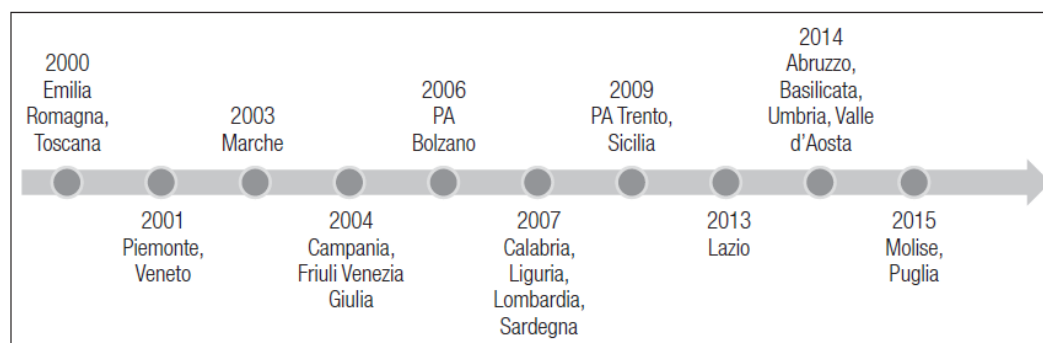 2000
Emilia
Romagna,
Toscana
2001
Piemonte,
Veneto
2003
Marche
2004
Campania,
Friuli Venezia
Giulia
2006
PA
Bolzano
2007
Calabria,
Liguria,
Lombardia,
Sardegna
2009
PA Trento,
Sicilia
2013
Lazio
2014
Abruzzo,
Basilicata,
Umbria, Valle
d’Aosta
2015
Molise,
Puglia